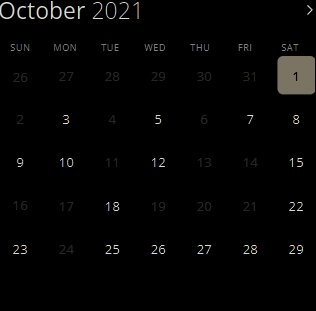 October 2021 >
SUN MON TUE WED THU FRI SAT
26 27 28 29 30 31 1
2 3 4 5 6 7 8
9 10 11 12 13 14 15
16 17 18 19 20 21 22
23 24 25 26 27 28 29